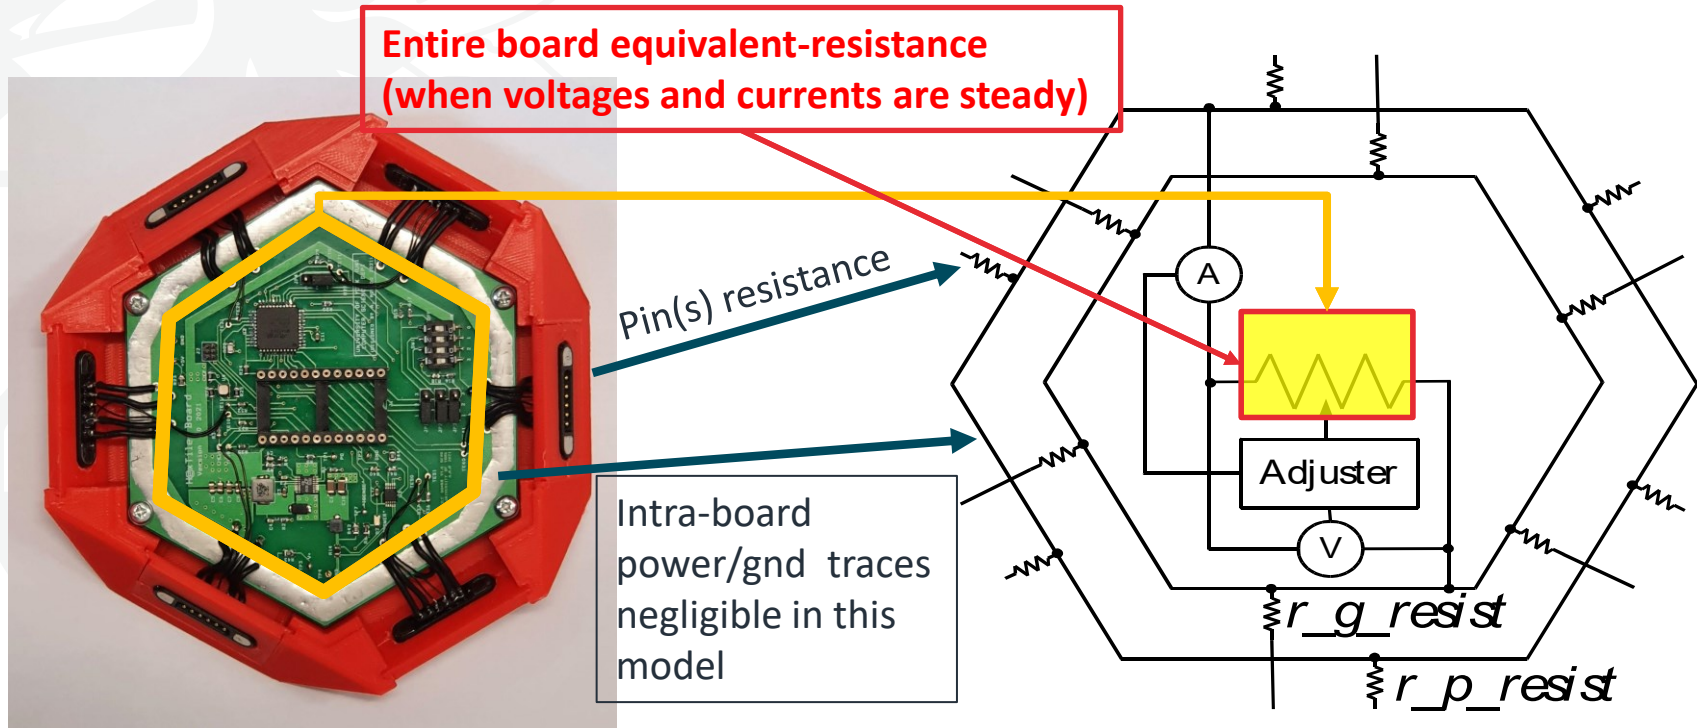 Entire board equivalent-resistance
(when voltages and currents are steady)
Pin(s) resistance
A
Adjuster
V
Intra-board
power/gnd traces
negligible in this
model
r_g_resist
r_p_resist